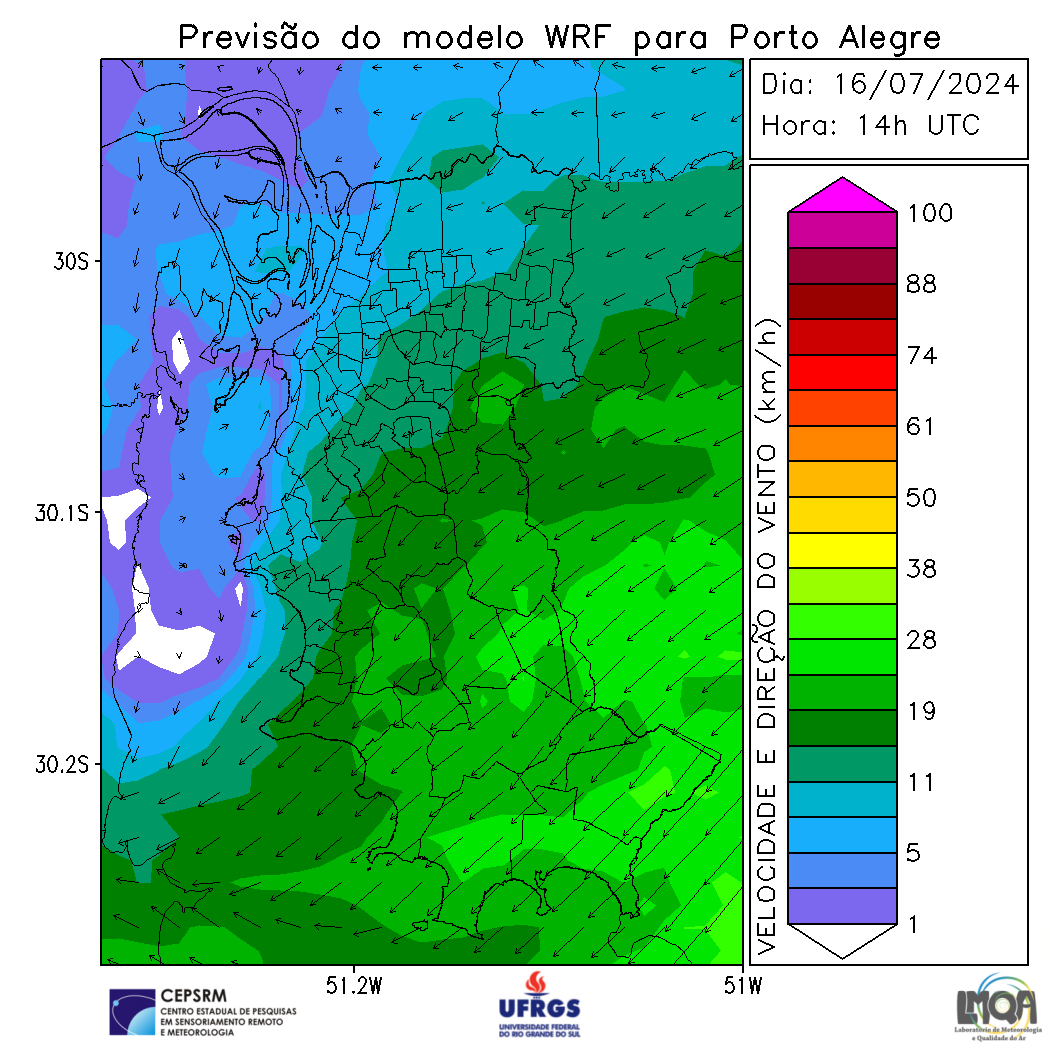 Previsão do modelo WRF para Porto Alegre
Dia: 16/07/2024
Hora: 14h UTC
30S
30.1S
30.2S
51.2W
51W
VELOCIDADE E DIREÇÃO DO VENTO (km/h)
100
88
74
61
50
38
28
19
11
5
1
CEPSRM
CENTRO ESTADUAL DE PESQUISAS
EM SENSORIAMENTO REMOTO
E METEOROLOGIA
UFRGS
UNIVERSIDADE FEDERAL
DO RIO GRANDE DO SUL
LMQA
Laboratório de Meteorologia
e Qualidade do Ar